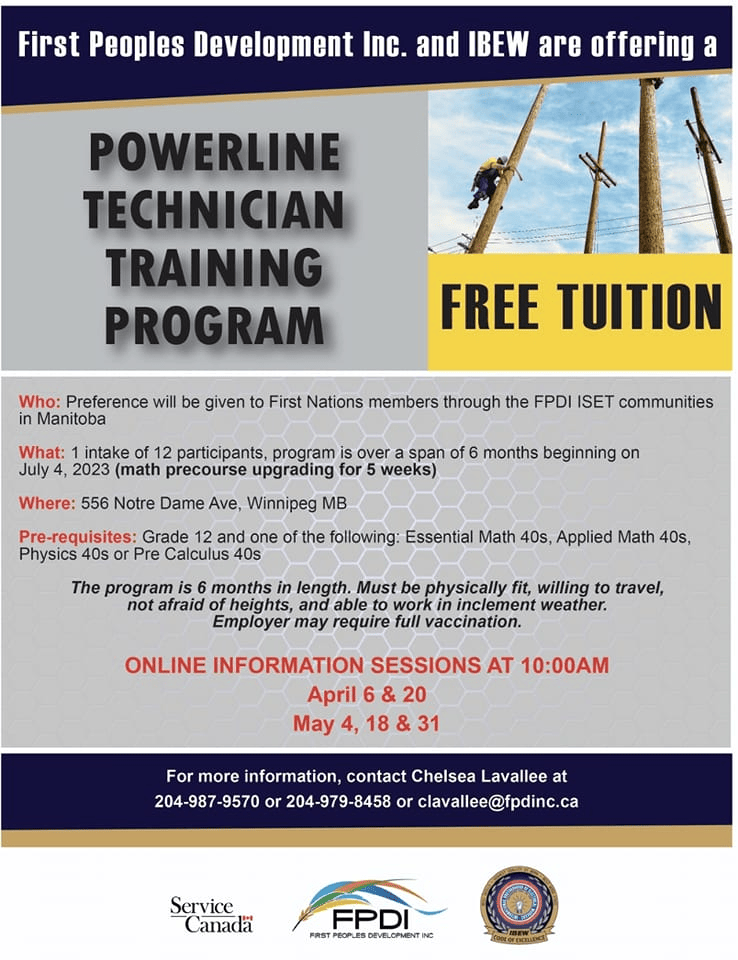 First Peoples Development Inc. and IBEW are offering a
POWERLINE
TECHNICIAN
TRAINING
PROGRAM
FREE TUITION
Who: Preference will be given to First Nations members through the FPDI ISET communities
in Manitoba
What: 1 intake of 12 participants, program is over a span of 6 months beginning on
July 4, 2023 (math precourse upgrading for 5 weeks)
Where: 556 Notre Dame Ave, Winnipeg MB
Pre-requisites: Grade 12 and one of the following: Essential Math 40s, Applied Math 40s,
Physics 40s or Pre Calculus 40s
The program is 6 months in length. Must be physically fit, willing to travel,
not afraid of heights, and able to work in inclement weather.
Employer may require full vaccination.
ONLINE INFORMATION SESSIONS AT 10:00AM
April 6 & 20
May 4, 18 & 31
For more information, contact Chelsea Lavallee at
204-987-9570 or 204-979-8458 or clavallee@fpdinc.ca
Service
Canada
FPDI
FIRST PEOPLES DEVELOPMENT INC
IBEW
CODE OF EXCELLENCE